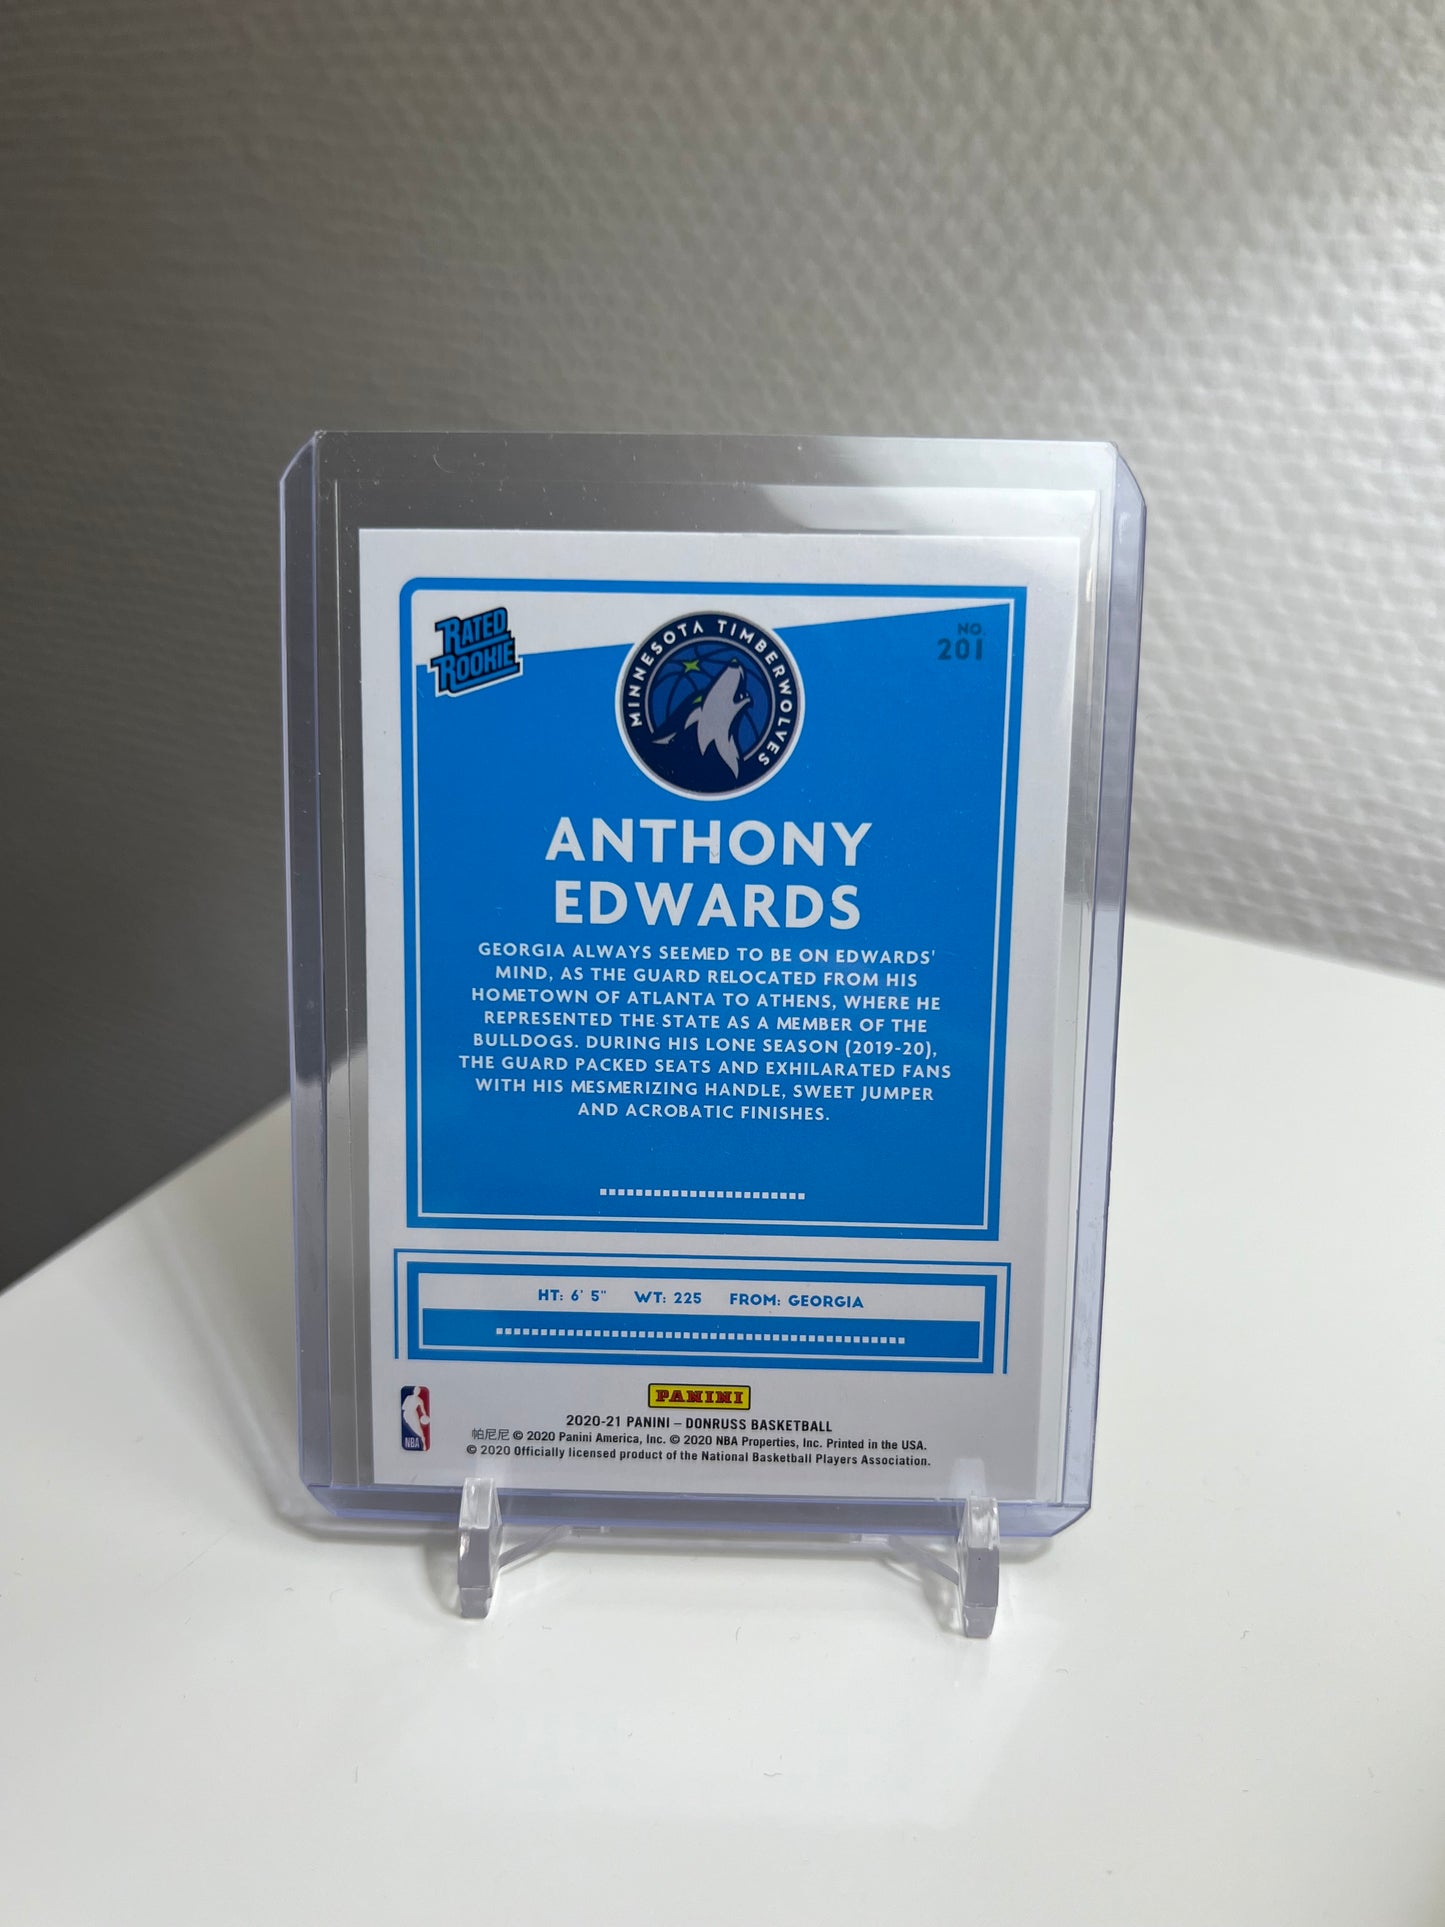 RATED
ROOKIE
MINNESOTA TIMBERWOLVES
NO.
201
ANTHONY
EDWARDS
GEORGIA ALWAYS SEEMED TO BE ON EDWARDS'
MIND, AS THE GUARD RELOCATED FROM HIS
HOMETOWN OF ATLANTA TO ATHENS, WHERE HE
REPRESENTED THE STATE AS A MEMBER OF THE
BULLDOGS. DURING HIS LONE SEASON (2019-20),
THE GUARD PACKED SEATS AND EXHILARATED FANS
WITH HIS MESMERIZING HANDLE, SWEET JUMPER
AND ACROBATIC FINISHES.
HT: 6' 5" WT: 225 FROM: GEORGIA
PANINI
NBA
2020-21 PANINI – DONRUSS BASKETBALL
帕尼尼 © 2020 Panini America, Inc. © 2020 NBA Properties, Inc. Printed in the USA.
© 2020 Officially licensed product of the National Basketball Players Association.